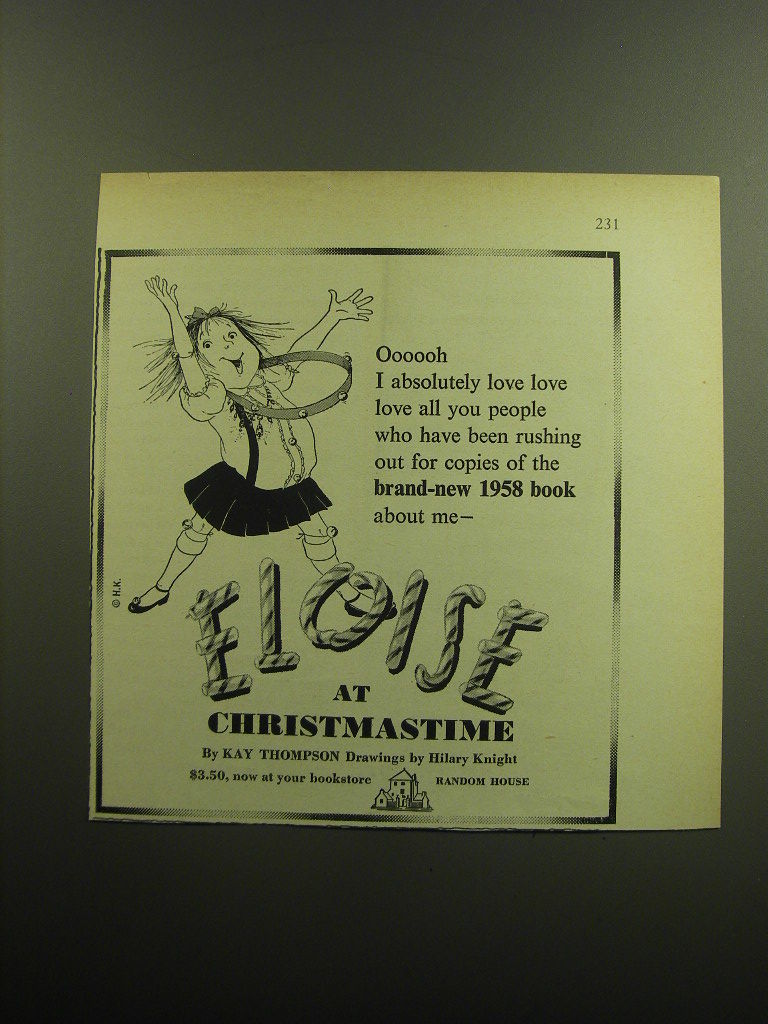 231
Oooooh
I absolutely love love
love all you people
who have been rushing
out for copies of the
brand-new 1958 book
about me—
© H.K.
ELOISE
AT
CHRISTMASTIME
By KAY THOMPSON Drawings by Hilary Knight
$3.50, now at your bookstore RANDOM HOUSE